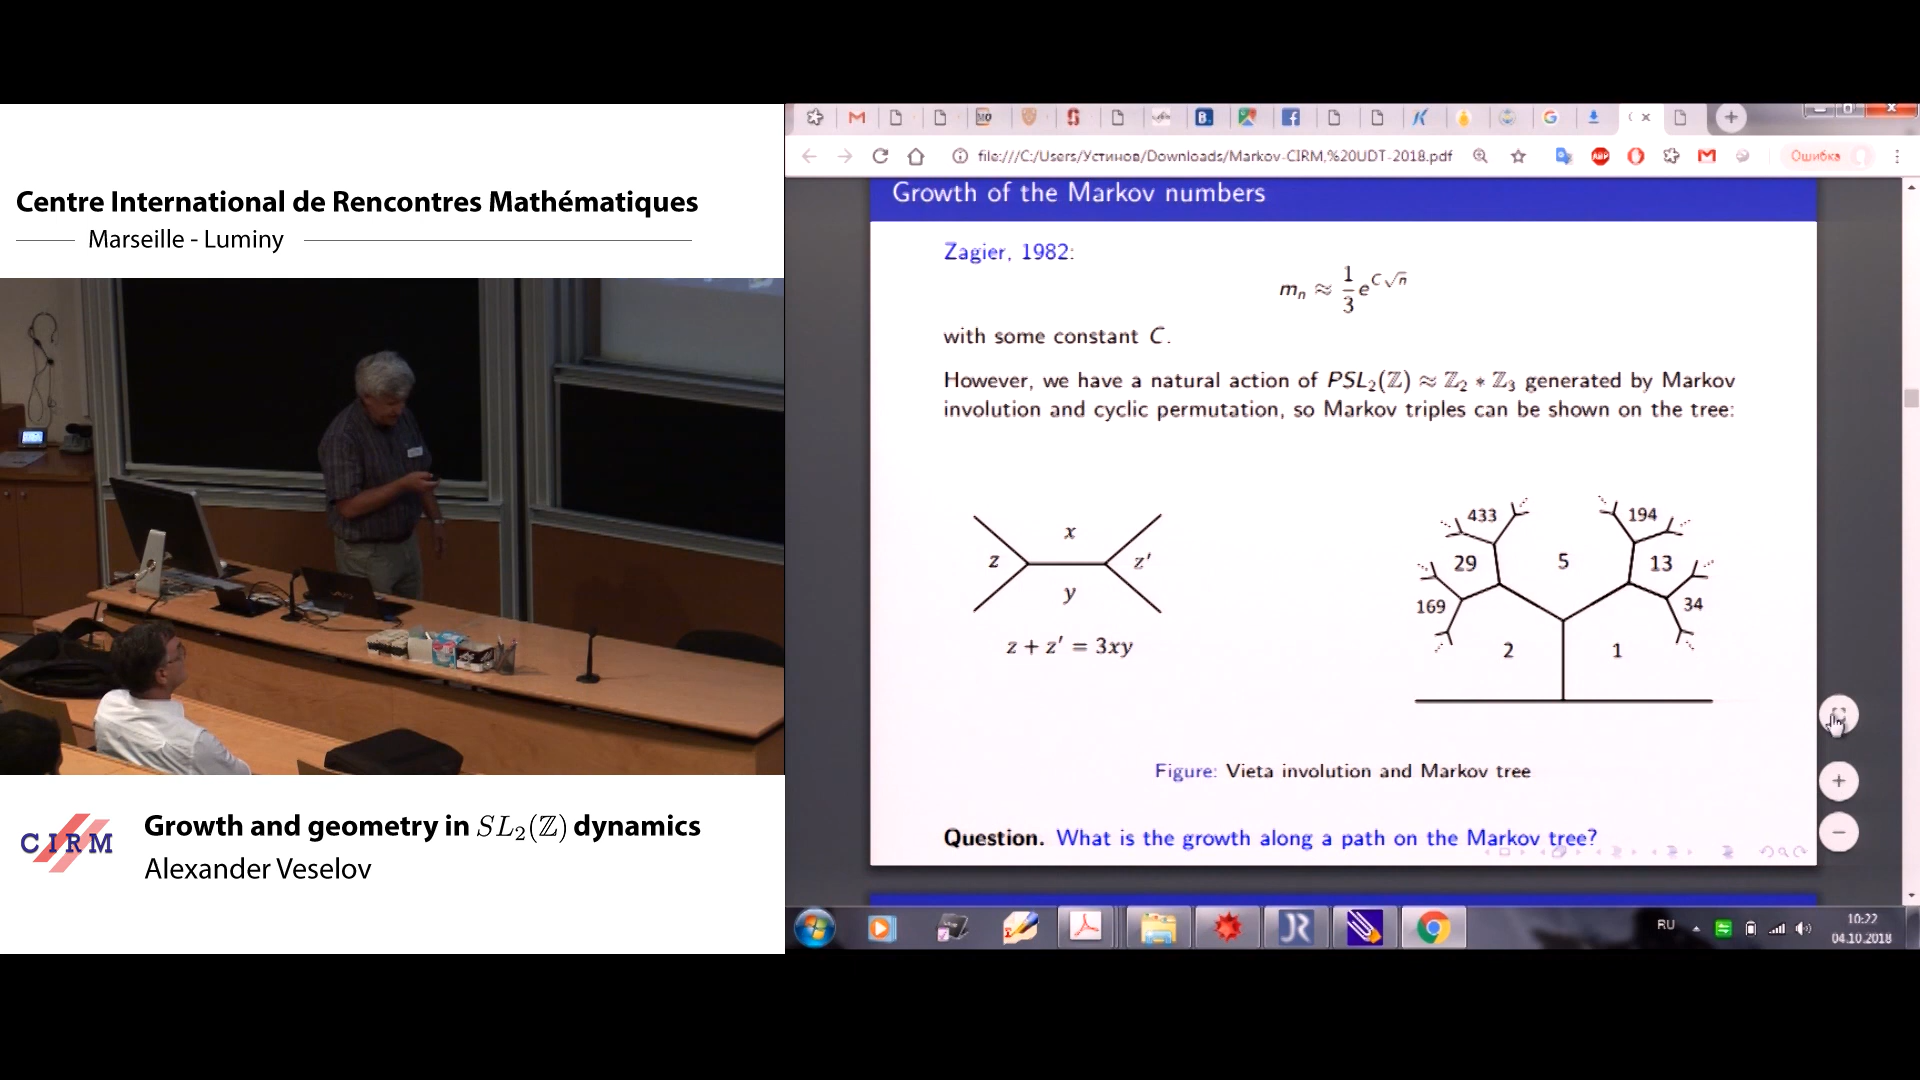 Centre International de Rencontres Mathématiques
Marseille - Luminy
CIRM
Growth and geometry in SL₂(ℤ) dynamics
Alexander Veselov
file:///C:/Users/Устинов/Downloads/Markov-CIRM,%20UDT-2018.pdf
Ошибка
Growth of the Markov numbers
Zagier, 1982:
mₙ ≈ 1/3 e^{C√n}
with some constant C.
However, we have a natural action of PSL₂(ℤ) ≈ ℤ₂ * ℤ₃ generated by Markov
involution and cyclic permutation, so Markov triples can be shown on the tree:
x
z
z′
y
z + z′ = 3xy
433
194
29
5
13
169
34
2
1
Figure: Vieta involution and Markov tree
Question. What is the growth along a path on the Markov tree?
RU
10:22
04.10.2018